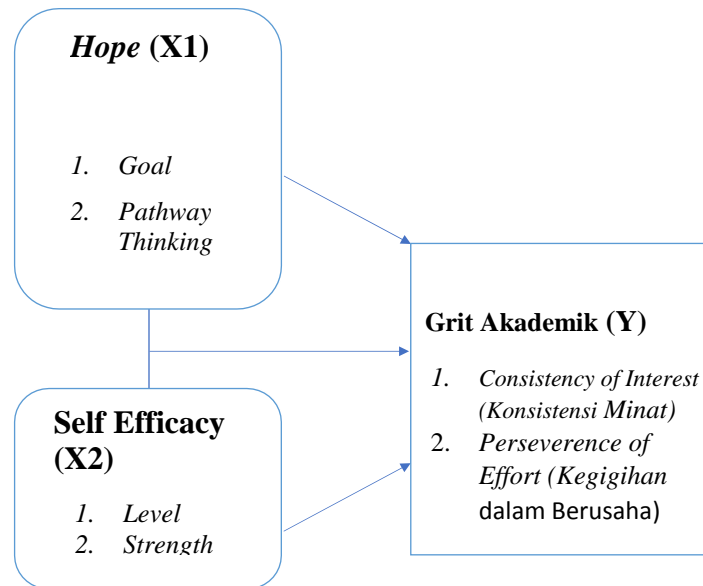 Hope (X1)
1. Goal
2. Pathway
Thinking
Grit Akademik (Y)
1. Consistency of Interest
(Konsistensi Minat)
2. Perseverence of
Effort (Kegigihan
dalam Berusaha)
Self Efficacy
(X2)
1. Level
2. Strength